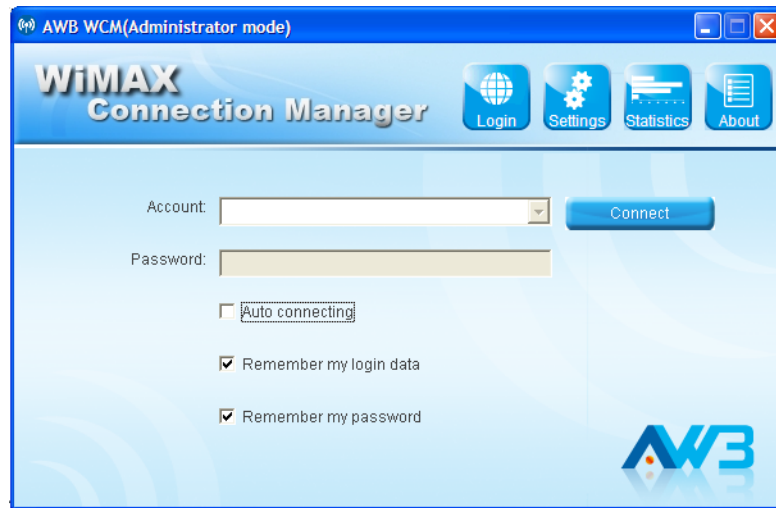 AWB WCM(Administrator mode)
WiMAX
Connection Manager
Login
Settings
Statistics
About
Account:
Connect
Password:
Auto connecting
Remember my login data
Remember my password
AWB